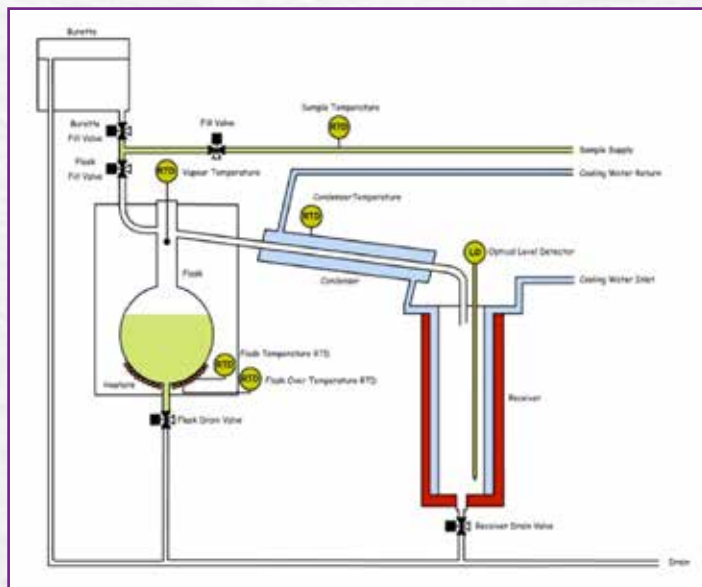 Burette
Sample Temperature
Burette
Fill Valve
Fill Valve
RTD
Sample Supply
Flask
Fill Valve
RTD
Vapour Temperature
Cooling Water Return
Condenser Temperature
RTD
LD
Optical Level Detector
Flask
Condenser
Cooling Water Inlet
Flask Temperature RTD
RTD
Heaters
RTD
Flask Over Temperature RTD
Receiver
Flask Drain Valve
Receiver Drain Valve
Drain